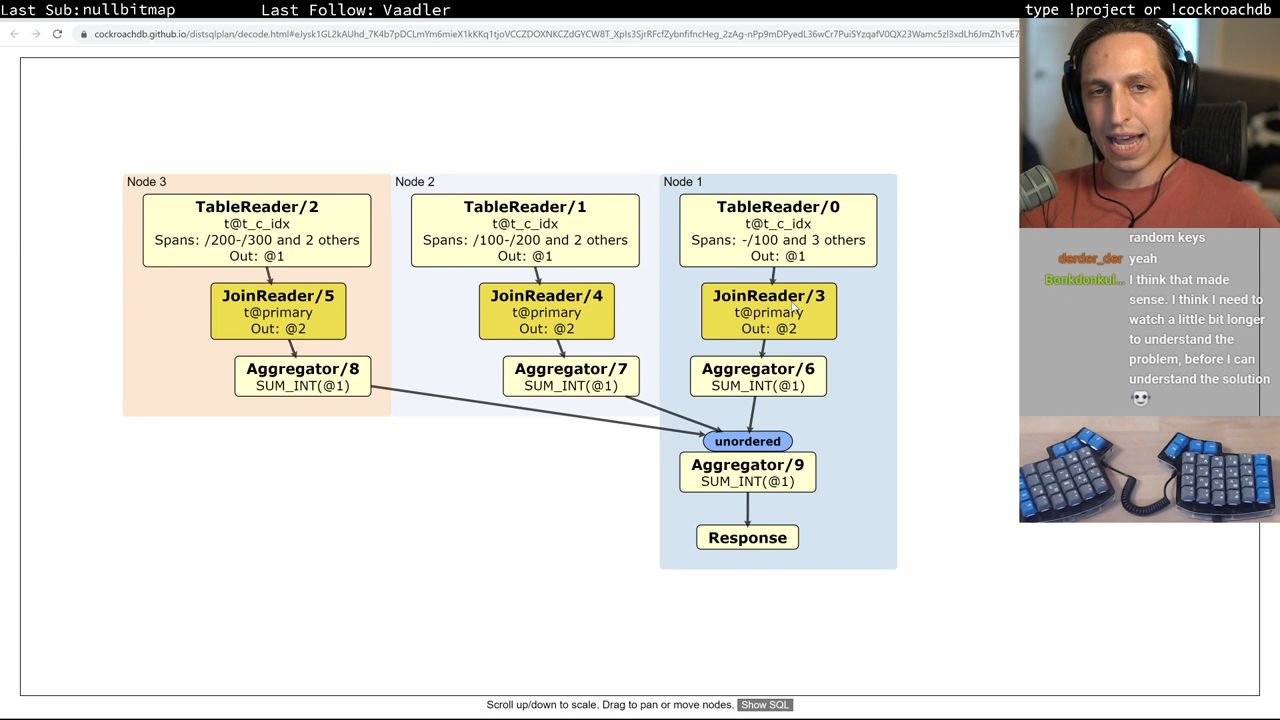 Last Sub:nullbitmap
Last Follow: Vaadler
type !project or !cockroachdb
Node 3
TableReader/2
t@t_c_idx
Spans: /200-/300 and 2 others
Out: @1
JoinReader/5
t@primary
Out: @2
Aggregator/8
SUM_INT(@1)
Node 2
TableReader/1
t@t_c_idx
Spans: /100-/200 and 2 others
Out: @1
JoinReader/4
t@primary
Out: @2
Aggregator/7
SUM_INT(@1)
Node 1
TableReader/0
t@t_c_idx
Spans: -/100 and 3 others
Out: @1
JoinReader/3
t@primary
Out: @2
Aggregator/6
SUM_INT(@1)
unordered
Aggregator/9
SUM_INT(@1)
Response
Scroll up/down to scale. Drag to pan or move nodes. Show SQL
random keys
derder_der yeah
Bonkdonkul... I think that made
sense. I think I need to
watch a little bit longer
to understand the
problem, before I can
understand the solution